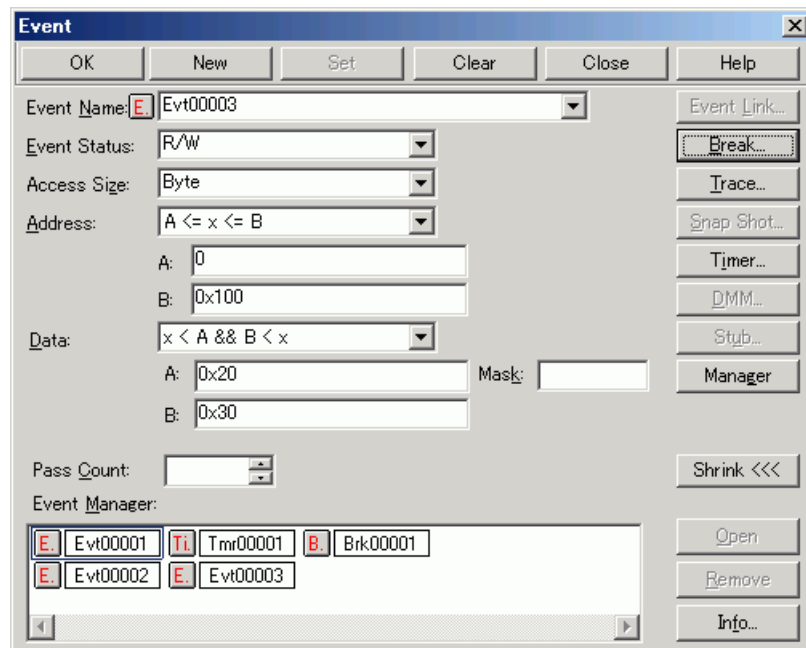 Event
OK New Set Clear Close Help
Event Name: E. Evt00003 Event Link...
Event Status: R/W Break...
Access Size: Byte Trace...
Address: A <= x <= B Snap Shot...
A: 0 Timer...
B: 0x100 DMM...
Data: x < A && B < x Stub...
A: 0x20 Mask: Manager
B: 0x30
Pass Count: Shrink <<<
Event Manager:
E. Evt00001 Ti. Tmr00001 B. Brk00001 Open
E. Evt00002 E. Evt00003 Remove
Info...